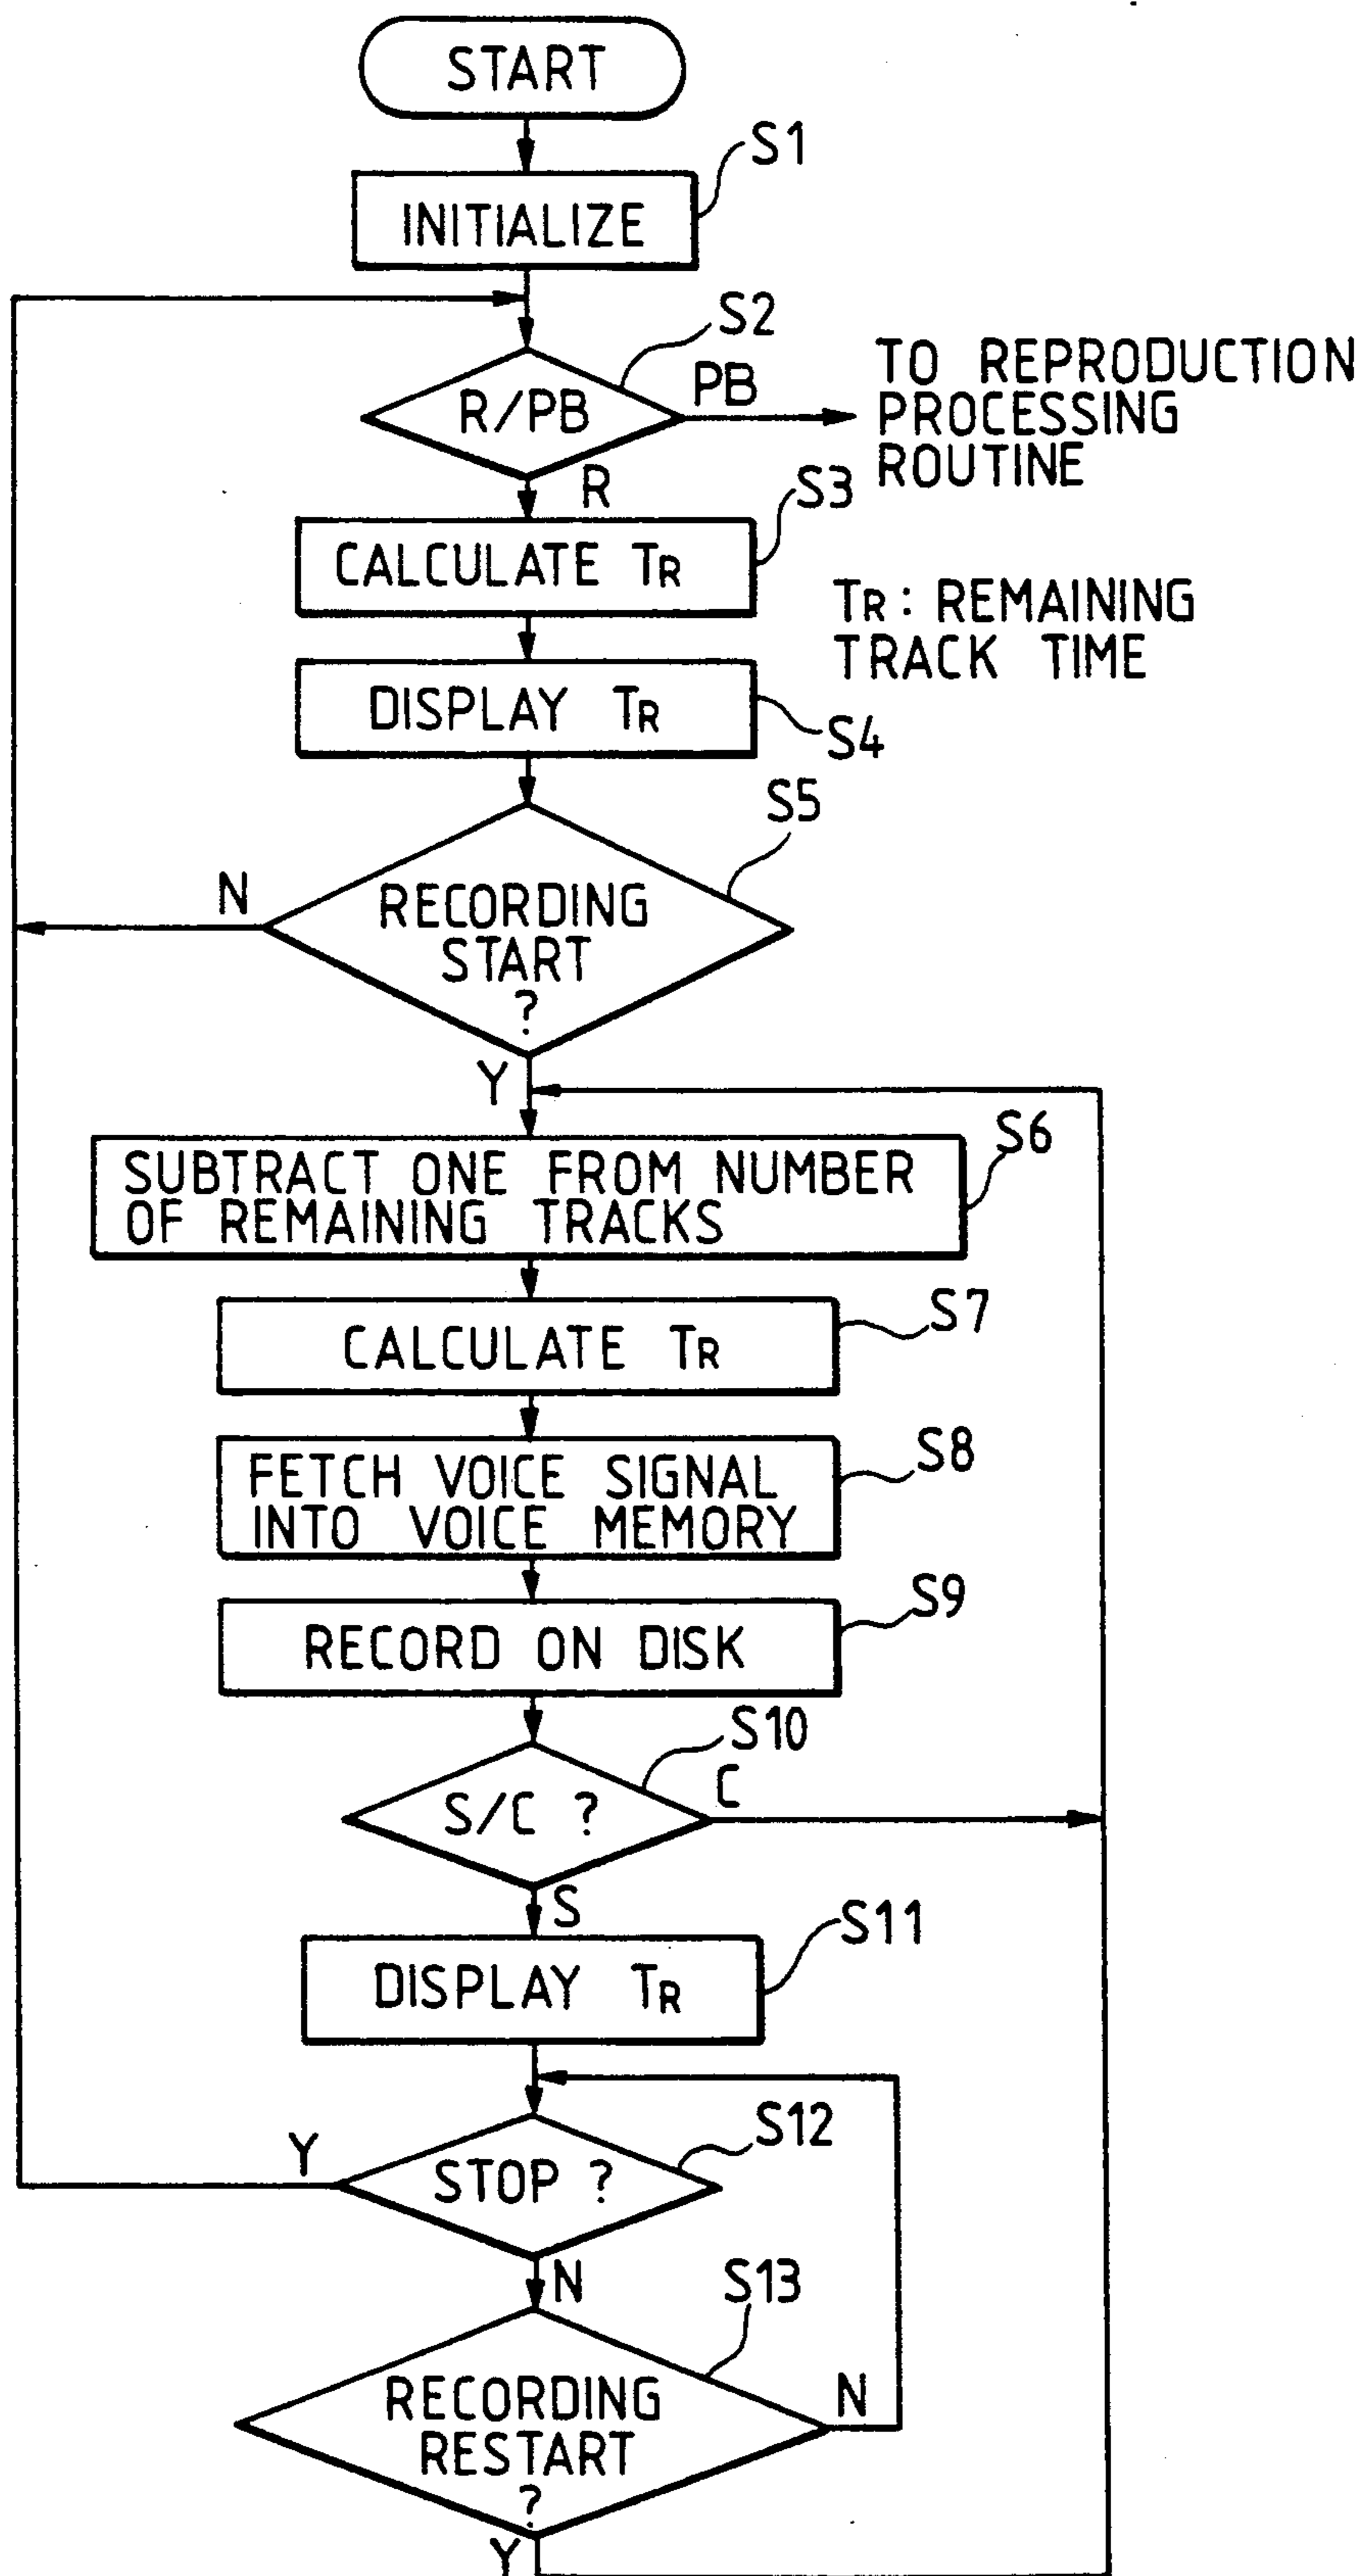 START
S1
INITIALIZE
S2
R/PB
PB
TO REPRODUCTION
PROCESSING
ROUTINE
R
S3
CALCULATE TR
TR : REMAINING
TRACK TIME
DISPLAY TR
S4
S5
N
RECORDING
START
?
Y
S6
SUBTRACT ONE FROM NUMBER
OF REMAINING TRACKS
S7
CALCULATE TR
S8
FETCH VOICE SIGNAL
INTO VOICE MEMORY
S9
RECORD ON DISK
S10
S/C ?
C
S
S11
DISPLAY TR
S12
Y
STOP ?
N
S13
RECORDING
RESTART
?
N
Y